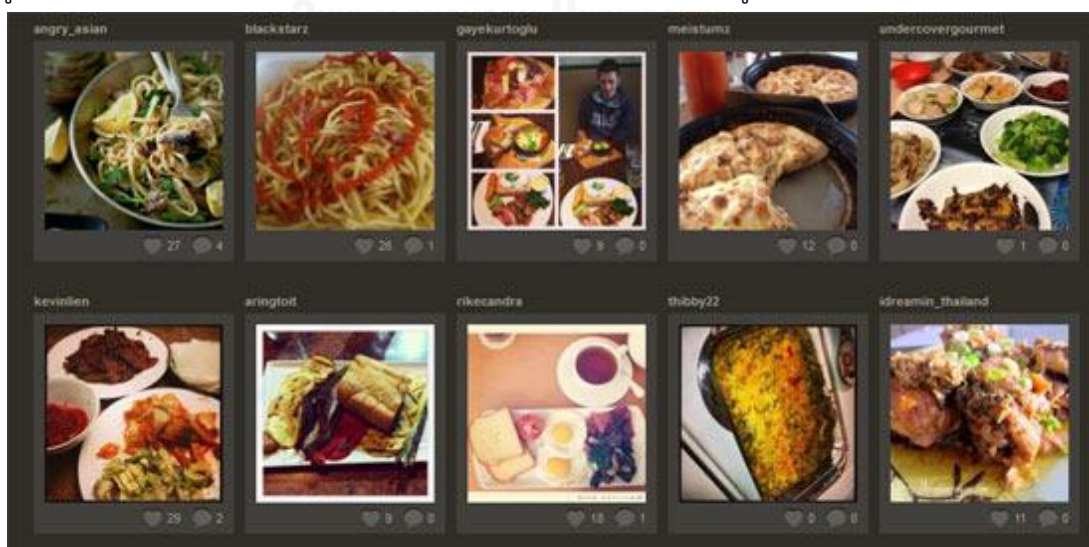 angry_asian blackstarz gayekurtoglu meistumz undercovergourmet
27 4 26 1 9 0 12 0 1 0
kevinlien aringtoit rikecandra thibby22 idreamin_thailand
29 2 9 0 18 1 0 0 11 0